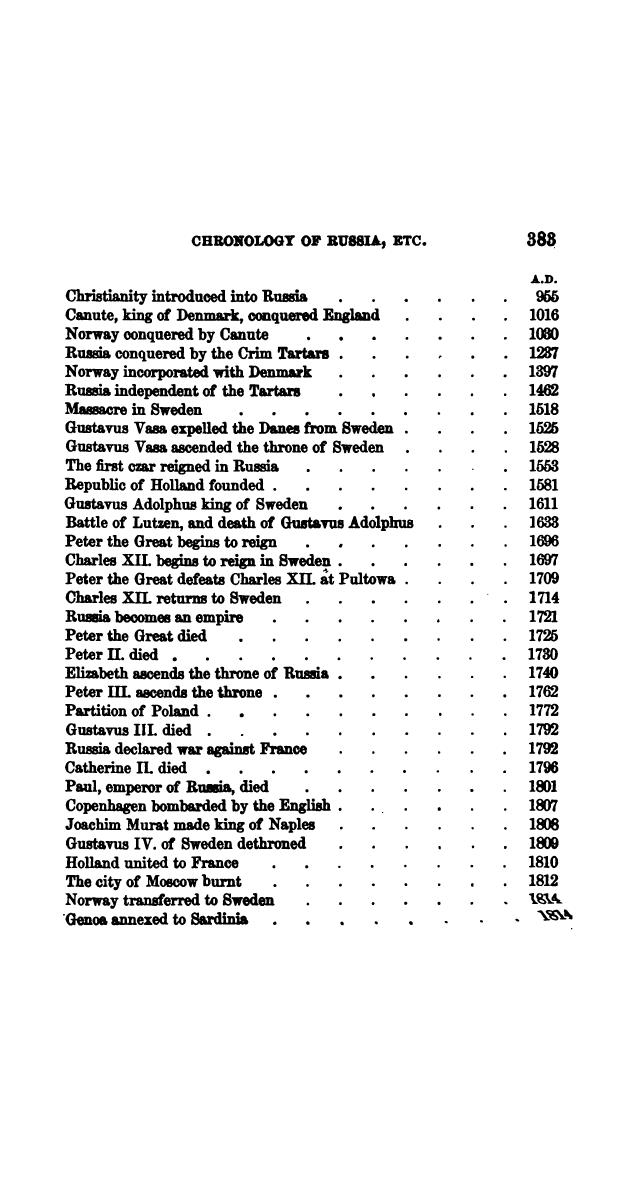 CHRONOLOGY OF RUSSIA, ETC. 383
A.D.
Christianity introduced into Russia . . . . . . 955
Canute, king of Denmark, conquered England . . . . 1016
Norway conquered by Canute . . . . . . . 1030
Russia conquered by the Crim Tartars . . . . . . 1237
Norway incorporated with Denmark . . . . . . 1397
Russia independent of the Tartars . . . . . . 1462
Massacre in Sweden . . . . . . . . . 1518
Gustavus Vasa expelled the Danes from Sweden . . . . 1525
Gustavus Vasa ascended the throne of Sweden . . . . 1528
The first czar reigned in Russia . . . . . . . 1553
Republic of Holland founded . . . . . . . . 1581
Gustavus Adolphus king of Sweden . . . . . . 1611
Battle of Lutzen, and death of Gustavus Adolphus . . . 1633
Peter the Great begins to reign . . . . . . . 1696
Charles XII. begins to reign in Sweden . . . . . . 1697
Peter the Great defeats Charles XII. at Pultowa . . . . 1709
Charles XII. returns to Sweden . . . . . . . 1714
Russia becomes an empire . . . . . . . . 1721
Peter the Great died . . . . . . . . . 1725
Peter II. died . . . . . . . . . . . 1730
Elizabeth ascends the throne of Russia . . . . . . 1740
Peter III. ascends the throne . . . . . . . . 1762
Partition of Poland . . . . . . . . . . 1772
Gustavus III. died . . . . . . . . . . 1792
Russia declared war against France . . . . . . 1792
Catherine II. died . . . . . . . . . . 1796
Paul, emperor of Russia, died . . . . . . . 1801
Copenhagen bombarded by the English . . . . . . 1807
Joachim Murat made king of Naples . . . . . . 1808
Gustavus IV. of Sweden dethroned . . . . . . 1809
Holland united to France . . . . . . . . 1810
The city of Moscow burnt . . . . . . . . 1812
Norway transferred to Sweden . . . . . . . 1814
Genoa annexed to Sardinia . . . . . . . . 1814